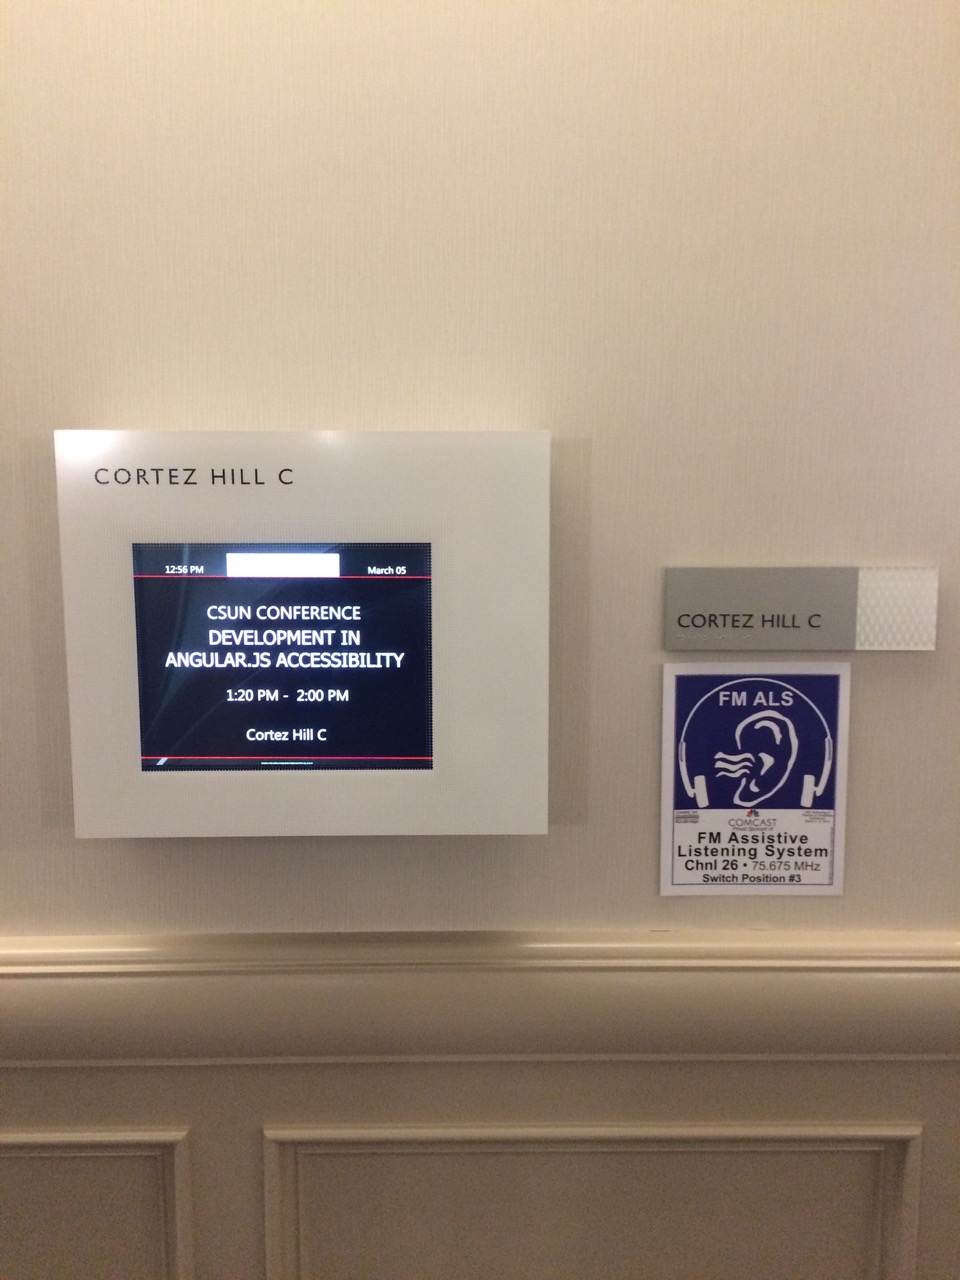 CORTEZ HILL C
12:56 PM
March 05
CSUN CONFERENCE
DEVELOPMENT IN
ANGULAR.JS ACCESSIBILITY
1:20 PM - 2:00 PM
Cortez Hill C
CORTEZ HILL C
FM ALS
COMCAST
FM Assistive
Listening System
Chnl 26 • 75.675 MHz
Switch Position #3